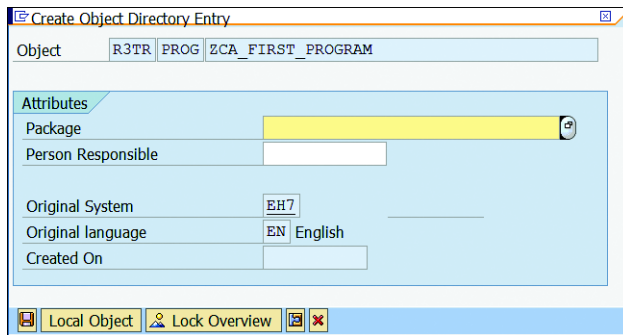 Create Object Directory Entry
Object R3TR PROG ZCA_FIRST_PROGRAM
Attributes
Package
Person Responsible
Original System EH7
Original language EN English
Created On
Local Object Lock Overview